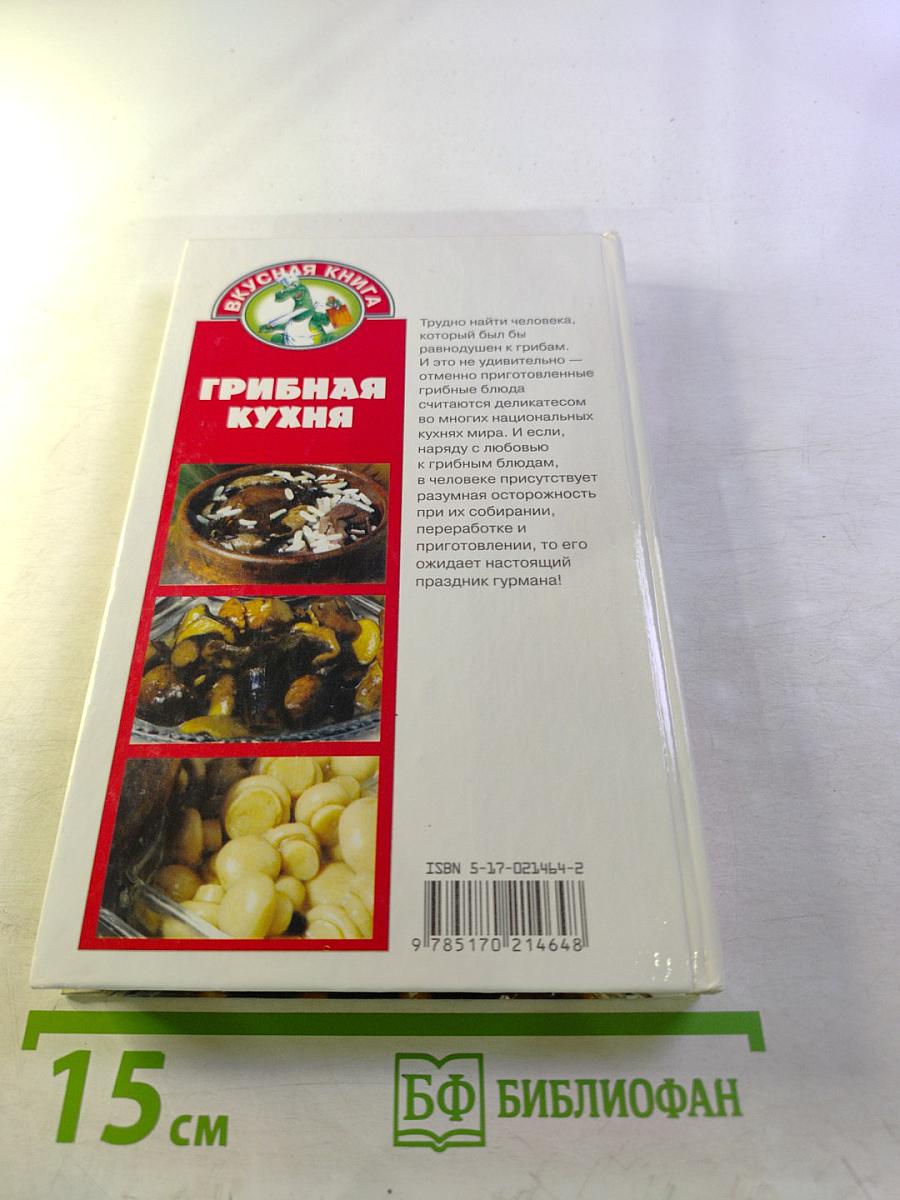 ВКУСНАЯ КНИГА
ГРИБНАЯ
КУХНЯ
Трудно найти человека,
который был бы
равнодушен к грибам.
И это не удивительно —
отменно приготовленные
грибные блюда
считаются деликатесом
во многих национальных
кухнях мира. И если,
наряду с любовью
к грибным блюдам,
в человеке присутствует
разумная осторожность
при их собирании,
переработке и
приготовлении, то его
ожидает настоящий
праздник гурмана!
ISBN 5-17-021464-2
9 785170 214648
15 см
БФ БИБЛИОФАН